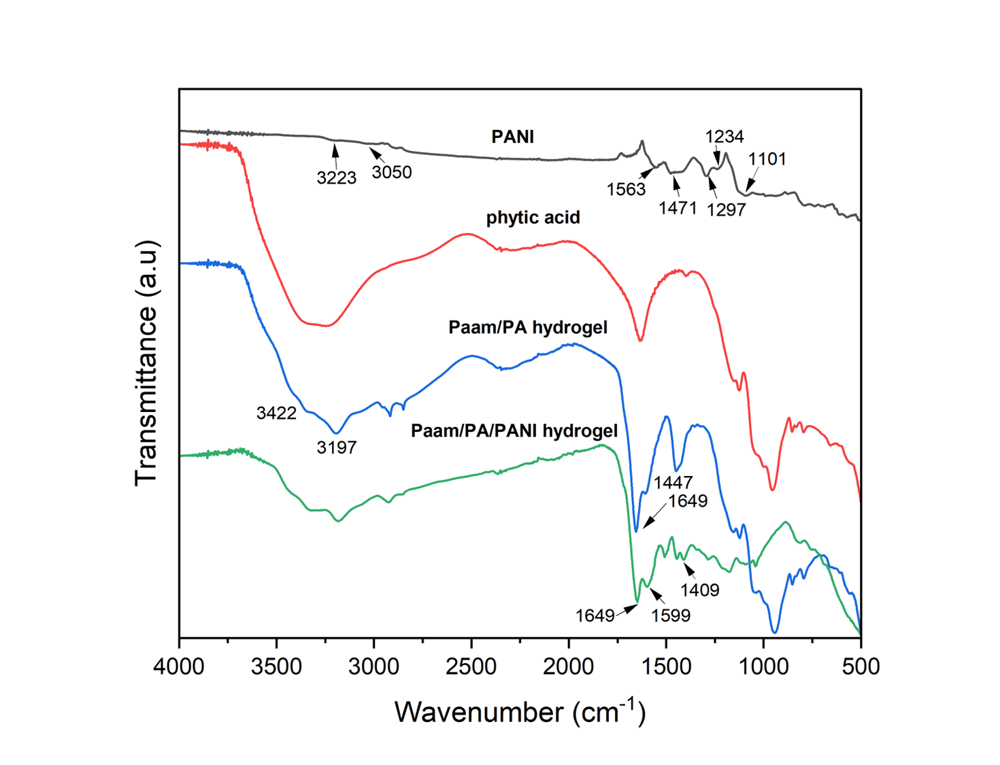 PANI
1234
1101
3223
3050
1563
1471
1297
phytic acid
Paam/PA hydrogel
3422
3197
Paam/PA/PANI hydrogel
1447
1649
1409
1649
1599
Transmittance (a.u)
4000 3500 3000 2500 2000 1500 1000 500
Wavenumber (cm⁻¹)